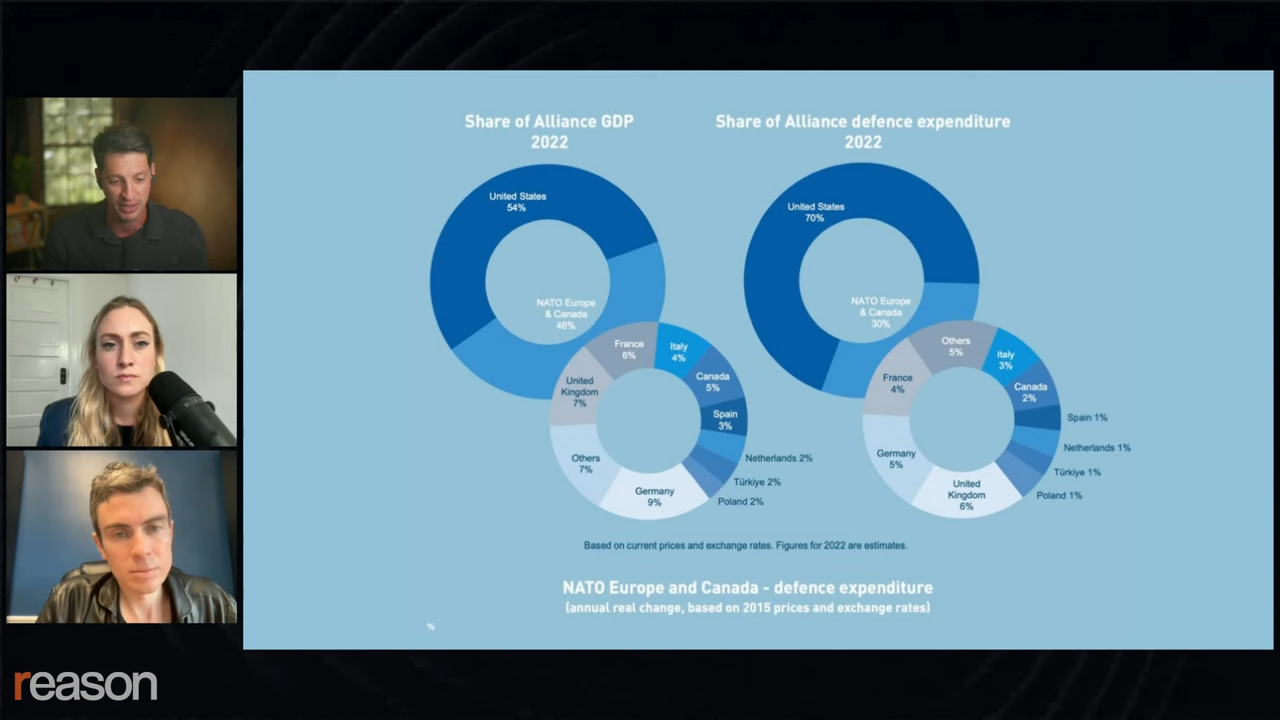 Share of Alliance GDP
2022
United States
54%
NATO Europe
& Canada
46%
France
6%
Italy
4%
Canada
5%
Spain
3%
Netherlands 2%
Türkiye 2%
Poland 2%
Germany
9%
Others
7%
United
Kingdom
7%
Share of Alliance defence expenditure
2022
United States
70%
NATO Europe
& Canada
30%
Others
5%
Italy
3%
Canada
2%
Spain 1%
Netherlands 1%
Türkiye 1%
Poland 1%
United
Kingdom
6%
Germany
5%
France
4%
Based on current prices and exchange rates. Figures for 2022 are estimates.
NATO Europe and Canada - defence expenditure
(annual real change, based on 2015 prices and exchange rates)
%
reason